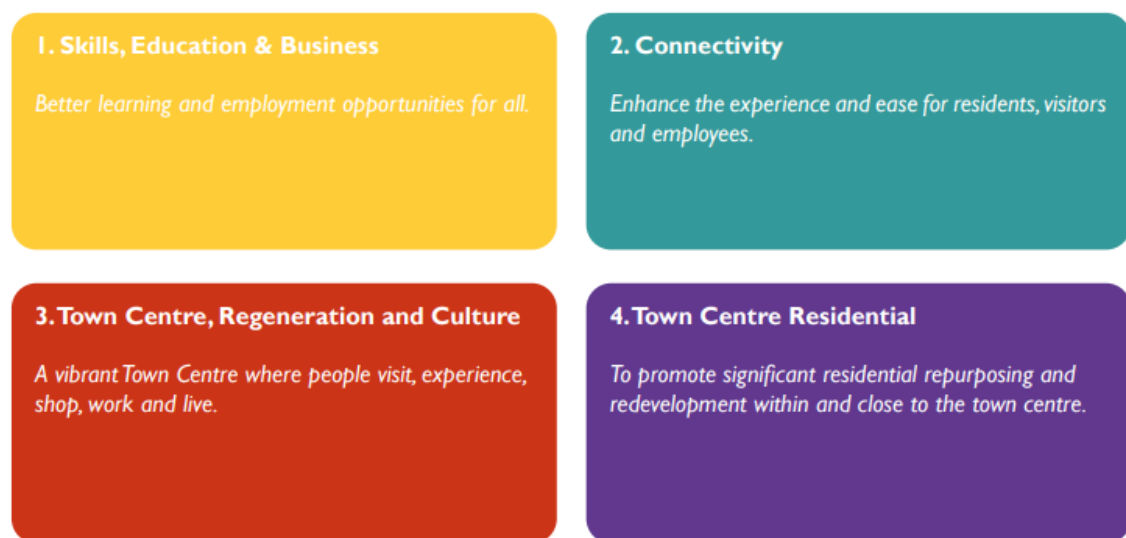 1. Skills, Education & Business
Better learning and employment opportunities for all.
2. Connectivity
Enhance the experience and ease for residents, visitors
and employees.
3. Town Centre, Regeneration and Culture
A vibrant Town Centre where people visit, experience,
shop, work and live.
4. Town Centre Residential
To promote significant residential repurposing and
redevelopment within and close to the town centre.